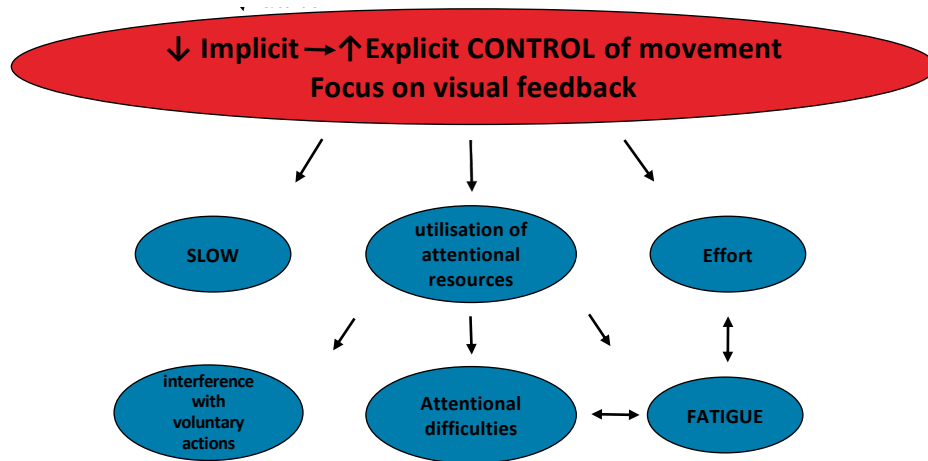 ↓ Implicit → ↑ Explicit CONTROL of movement
Focus on visual feedback
SLOW
utilisation of
attentional
resources
Effort
interference
with
voluntary
actions
Attentional
difficulties
FATIGUE